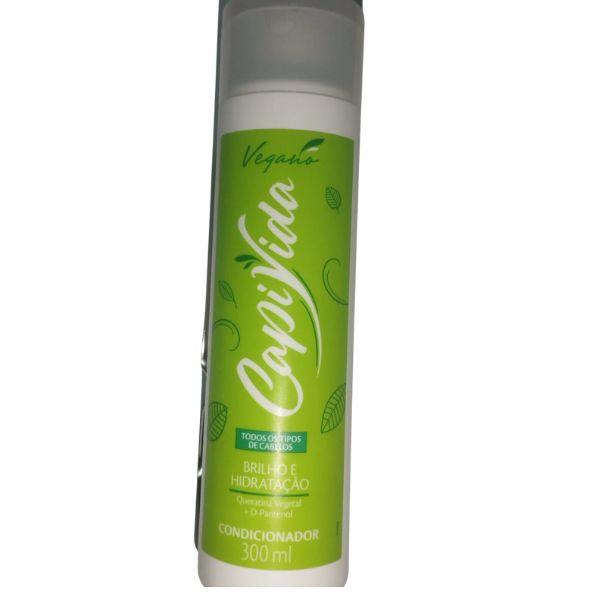 Vegano
CapiVida
TODOS OS TIPOS
DE CABELOS
BRILHO E
HIDRATAÇÃO
Queratina Vegetal
+ D-Pantenol
CONDICIONADOR
300 ml